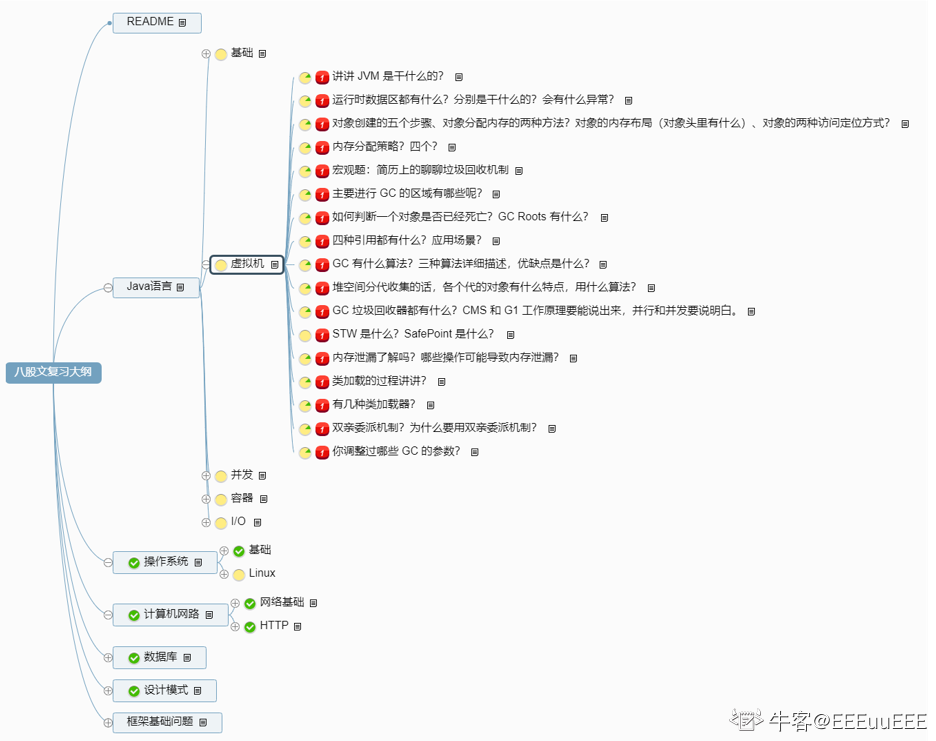 README
基础
讲讲 JVM 是干什么的？
运行时数据区都有什么？分别是干什么的？会有什么异常？
对象创建的五个步骤、对象分配内存的两种方法？对象的内存布局（对象头里有什么）、对象的两种访问定位方式？
内存分配策略？四个？
宏观题：简历上的聊聊垃圾回收机制
主要进行 GC 的区域有哪些呢？
如何判断一个对象是否已经死亡？GC Roots 有什么？
四种引用都有什么？应用场景？
虚拟机
GC 有什么算法？三种算法详细描述，优缺点是什么？
Java语言
堆空间分代收集的话，各个代的对象有什么特点，用什么算法？
GC 垃圾回收器都有什么？CMS 和 G1 工作原理要能说出来，并行和并发要说明白。
STW 是什么？SafePoint 是什么？
内存泄漏了解吗？哪些操作可能导致内存泄漏？
八股文复习大纲
类加载的过程讲讲？
有几种类加载器？
双亲委派机制？为什么要用双亲委派机制？
你调整过哪些 GC 的参数？
并发
容器
I/O
操作系统
基础
Linux
计算机网路
网络基础
HTTP
数据库
设计模式
框架基础问题
牛客@EEEuuEEE